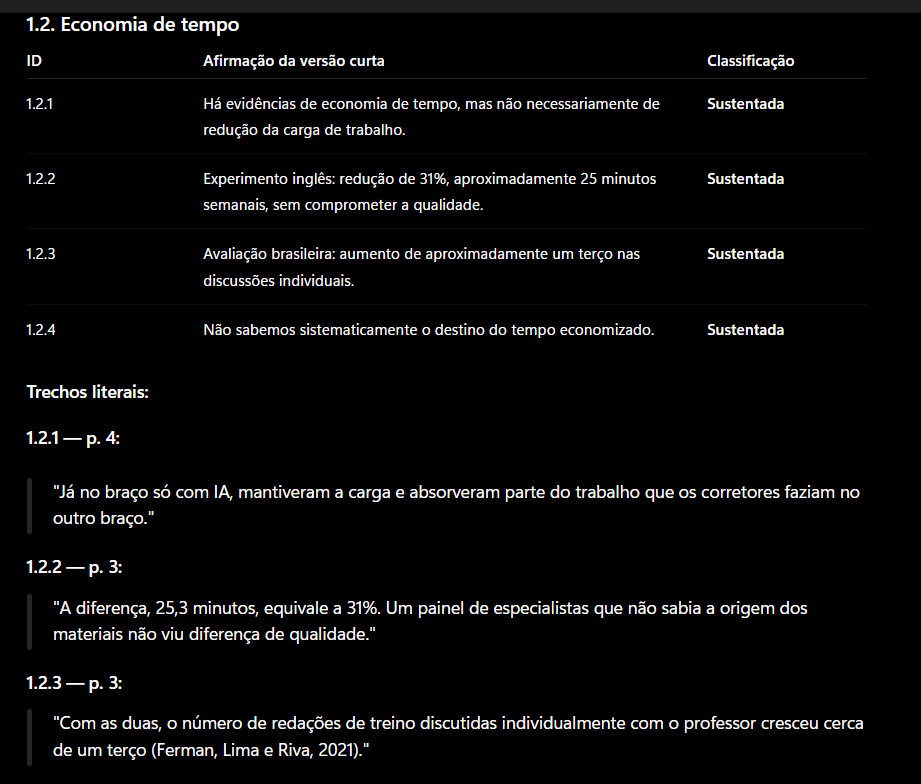 1.2. Economia de tempo
ID Afirmação da versão curta Classificação
1.2.1 Há evidências de economia de tempo, mas não necessariamente de Sustentada
redução da carga de trabalho.
1.2.2 Experimento inglês: redução de 31%, aproximadamente 25 minutos Sustentada
semanais, sem comprometer a qualidade.
1.2.3 Avaliação brasileira: aumento de aproximadamente um terço nas Sustentada
discussões individuais.
1.2.4 Não sabemos sistematicamente o destino do tempo economizado. Sustentada
Trechos literais:
1.2.1 — p. 4:
"Já no braço só com IA, mantiveram a carga e absorveram parte do trabalho que os corretores faziam no
outro braço."
1.2.2 — p. 3:
"A diferença, 25,3 minutos, equivale a 31%. Um painel de especialistas que não sabia a origem dos
materiais não viu diferença de qualidade."
1.2.3 — p. 3:
"Com as duas, o número de redações de treino discutidas individualmente com o professor cresceu cerca
de um terço (Ferman, Lima e Riva, 2021)."